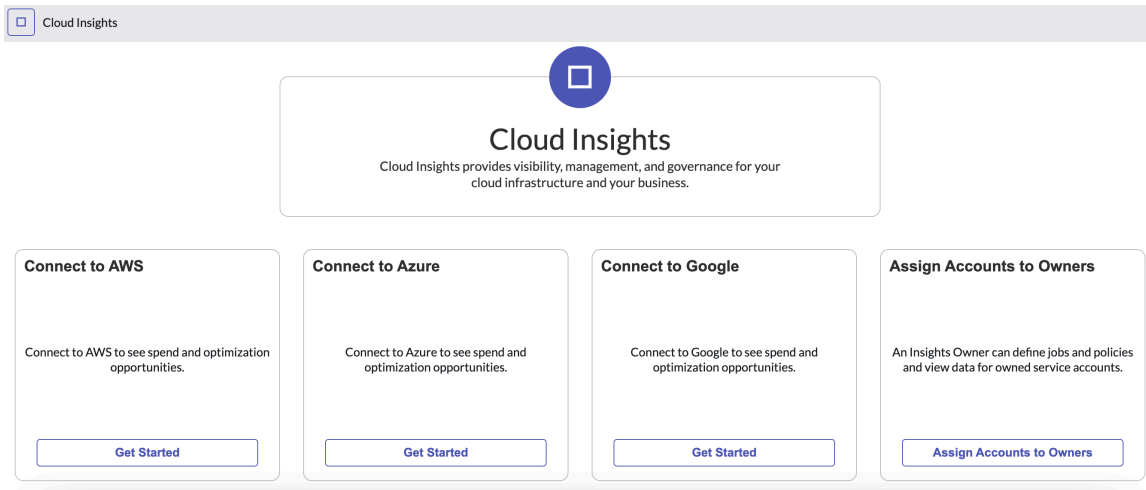 Cloud Insights
Cloud Insights
Cloud Insights provides visibility, management, and governance for your
cloud infrastructure and your business.
Connect to AWS
Connect to AWS to see spend and optimization
opportunities.
Get Started
Connect to Azure
Connect to Azure to see spend and
optimization opportunities.
Get Started
Connect to Google
Connect to Google to see spend and
optimization opportunities.
Get Started
Assign Accounts to Owners
An Insights Owner can define jobs and policies
and view data for owned service accounts.
Assign Accounts to Owners